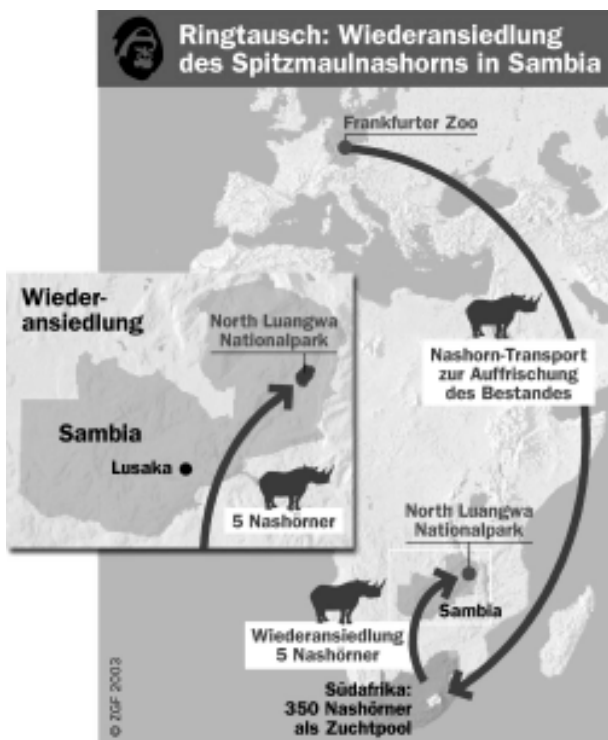 Ringtausch: Wiederansiedlung
des Spitzmaulnashorns in Sambia
Frankfurter Zoo
Wieder-
ansiedlung
North Luangwa
Nationalpark
Sambia
Lusaka
5 Nashörner
Nashorn-Transport
zur Auffrischung
des Bestandes
North Luangwa
Nationalpark
Sambia
Wiederansiedlung
5 Nashörner
Südafrika:
350 Nashörner
als Zuchtpool
© ZGF 2003